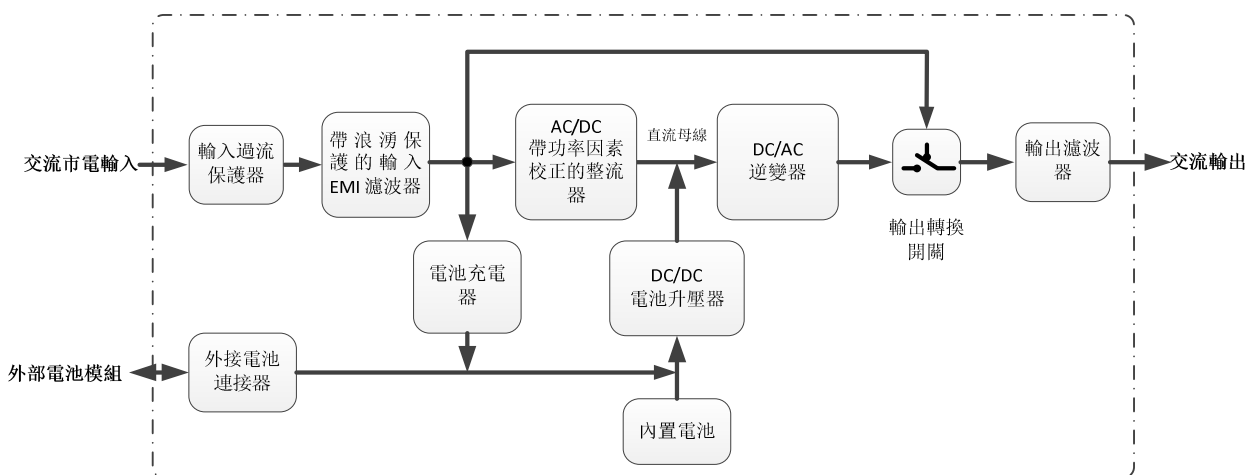 交流市電輸入
輸入過流
保護器
帶浪湧保
護的輸入
EMI 濾波器
AC/DC
带功率因素
校正的整流
器
直流母線
DC/AC
逆變器
輸出轉換
開關
輸出濾波
器
交流輸出
電池充電
器
DC/DC
電池升壓器
外部電池模組
外接電池
連接器
內置電池